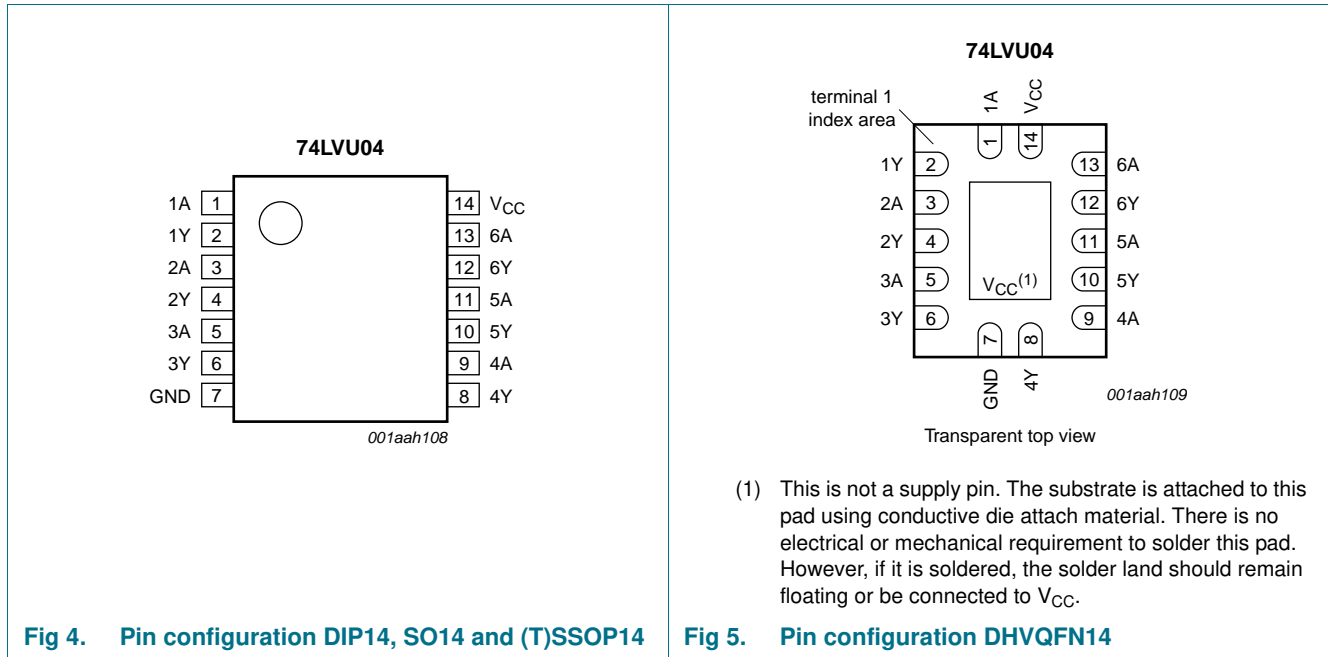 74LVU04
1A 1
1Y 2
2A 3
2Y 4
3A 5
3Y 6
GND 7
14 VCC
13 6A
12 6Y
11 5A
10 5Y
9 4A
8 4Y
001aah108
Fig 4. Pin configuration DIP14, SO14 and (T)SSOP14
74LVU04
terminal 1
index area
1A
VCC
1
14
1Y 2
2A 3
2Y 4
3A 5
3Y 6
13 6A
12 6Y
11 5A
10 5Y
9 4A
VCC(1)
7
8
GND
4Y
001aah109
Transparent top view
(1) This is not a supply pin. The substrate is attached to this
pad using conductive die attach material. There is no
electrical or mechanical requirement to solder this pad.
However, if it is soldered, the solder land should remain
floating or be connected to VCC.
Fig 5. Pin configuration DHVQFN14